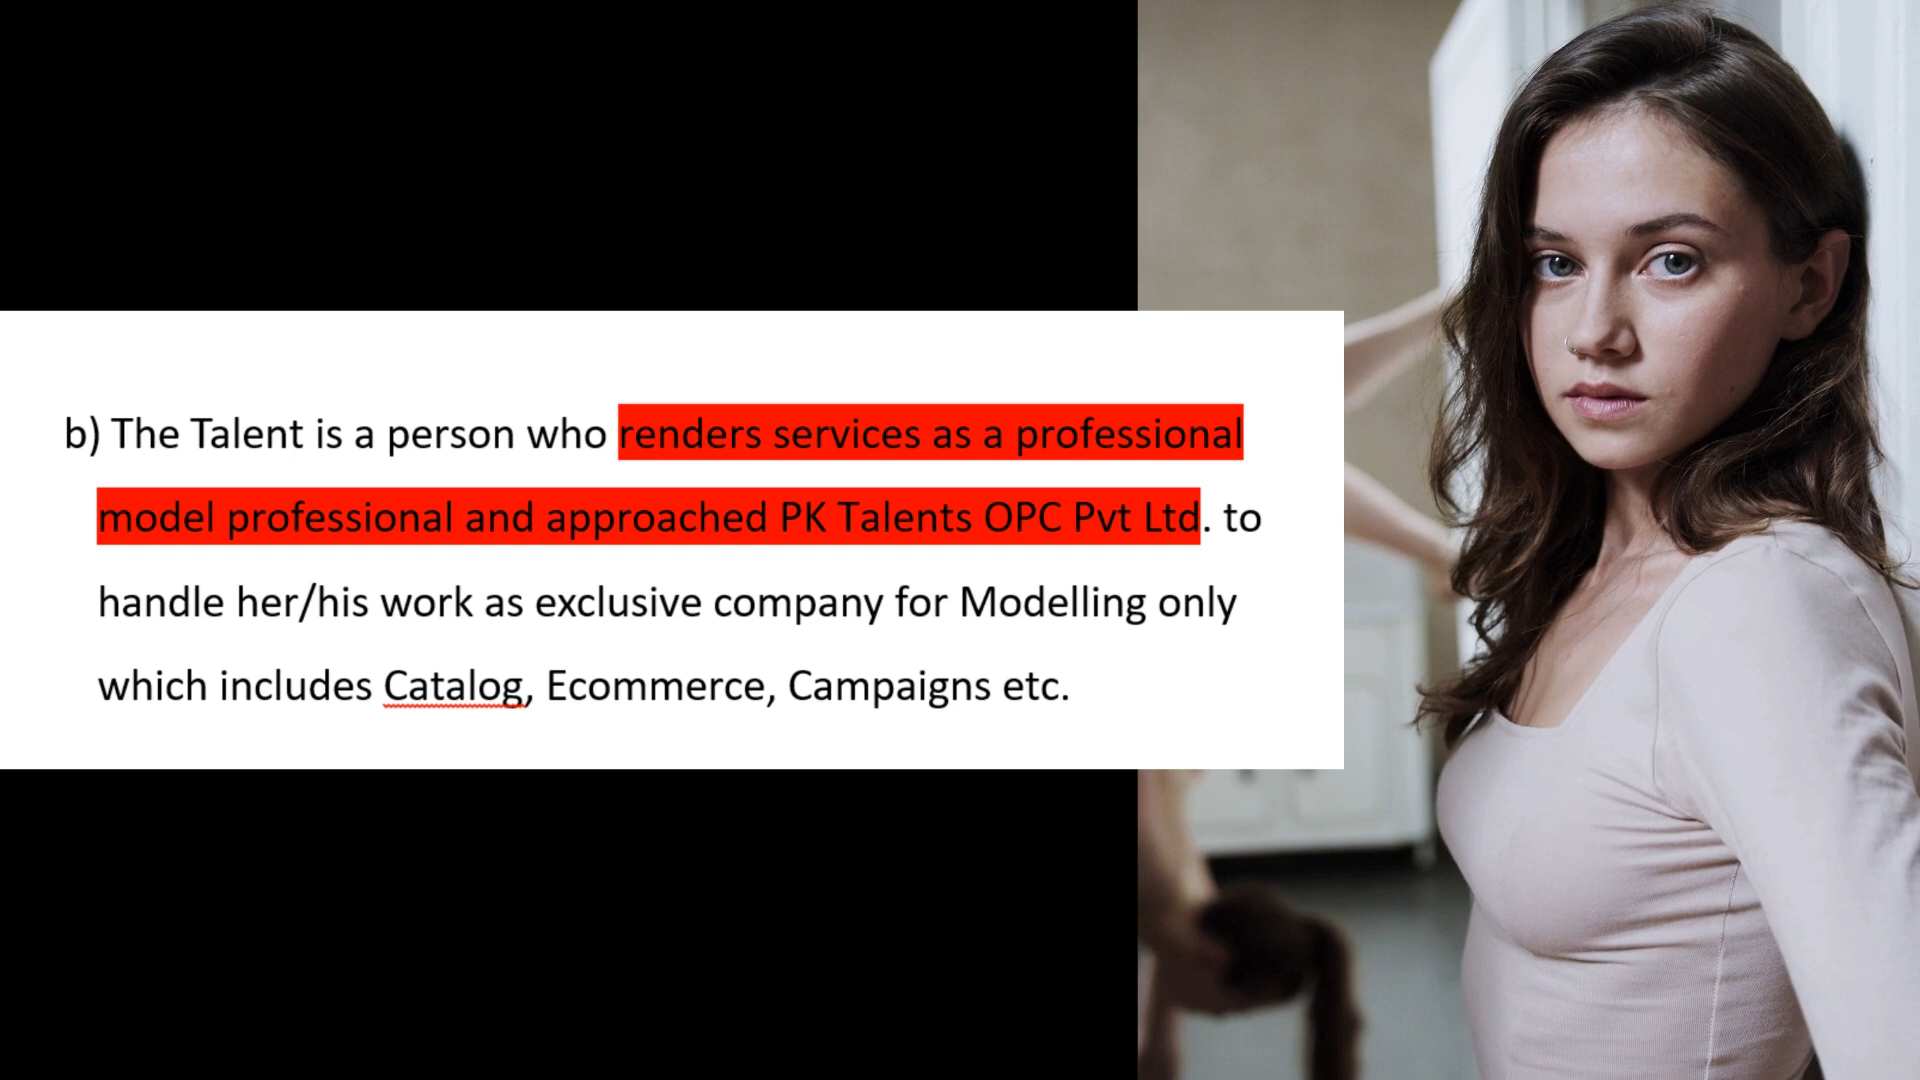 b) The Talent is a person who renders services as a professional
model professional and approached PK Talents OPC Pvt Ltd. to
handle her/his work as exclusive company for Modelling only
which includes Catalog, Ecommerce, Campaigns etc.